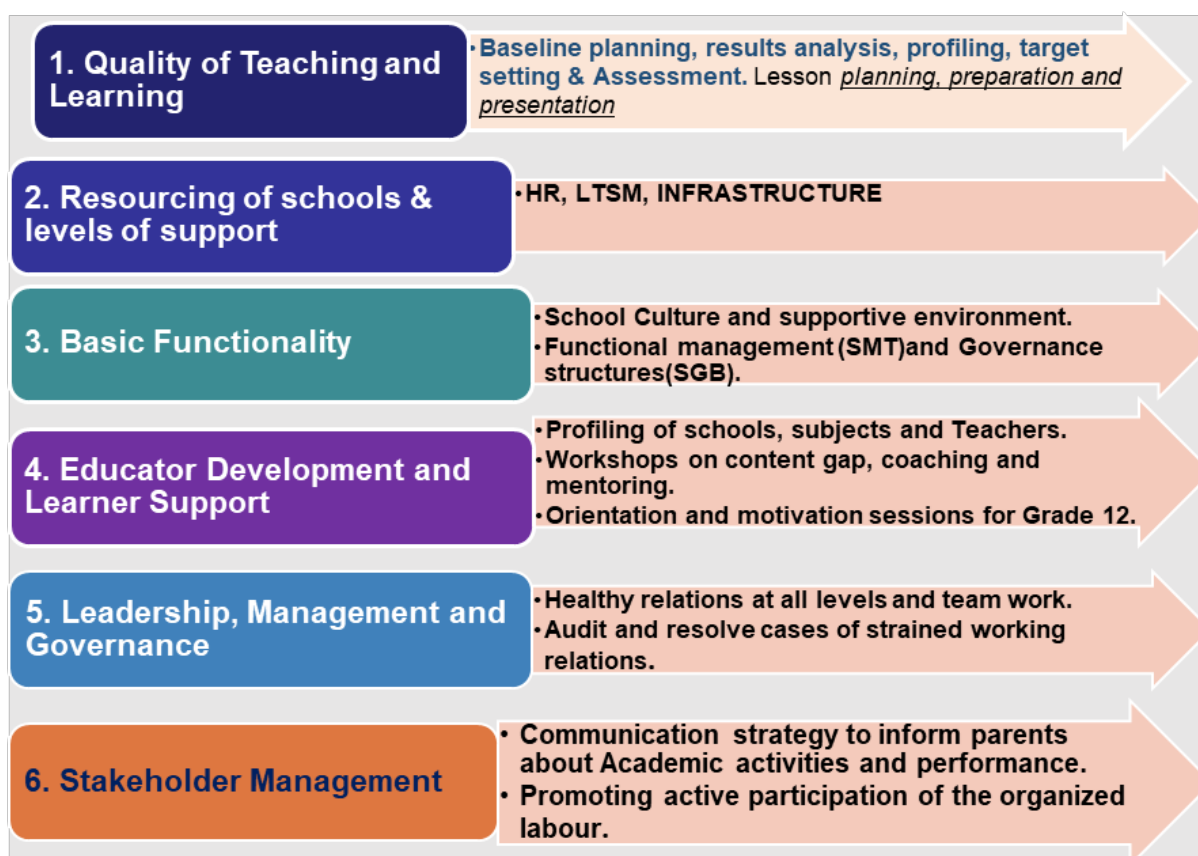 1. Quality of Teaching and
Learning
•Baseline planning, results analysis, profiling, target
setting & Assessment. Lesson planning, preparation and
presentation
2. Resourcing of schools &
levels of support
•HR, LTSM, INFRASTRUCTURE
3. Basic Functionality
•School Culture and supportive environment.
•Functional management (SMT)and Governance
structures(SGB).
4. Educator Development and
Learner Support
•Profiling of schools, subjects and Teachers.
•Workshops on content gap, coaching and
mentoring.
•Orientation and motivation sessions for Grade 12.
5. Leadership, Management and
Governance
•Healthy relations at all levels and team work.
•Audit and resolve cases of strained working
relations.
6. Stakeholder Management
• Communication strategy to inform parents
about Academic activities and performance.
• Promoting active participation of the organized
labour.